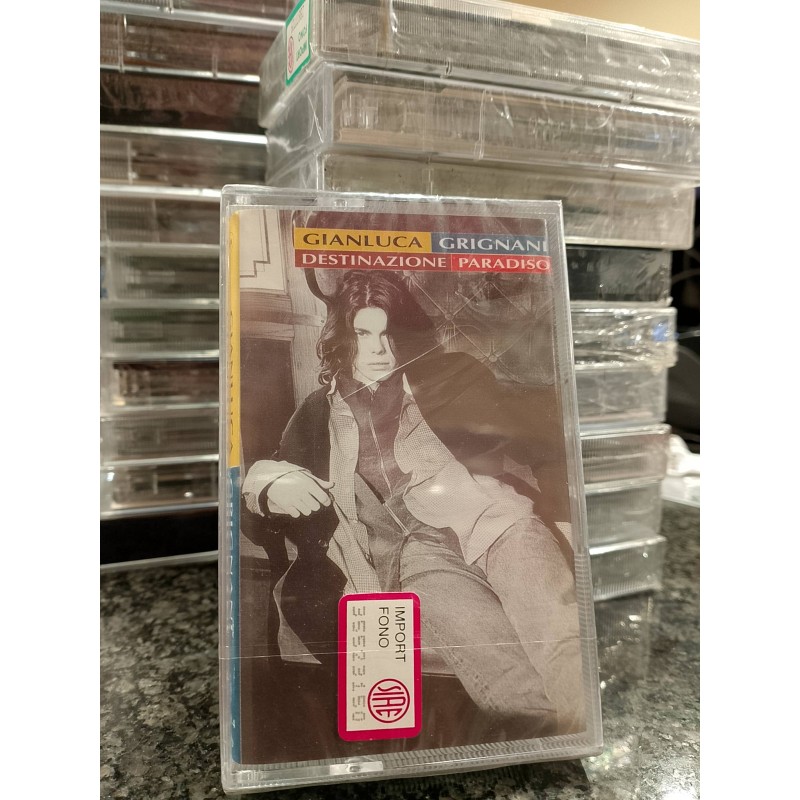 GIANLUCA GRIGNANI
DESTINAZIONE PARADISO
IMPORT
FONO
35523150
SIAE